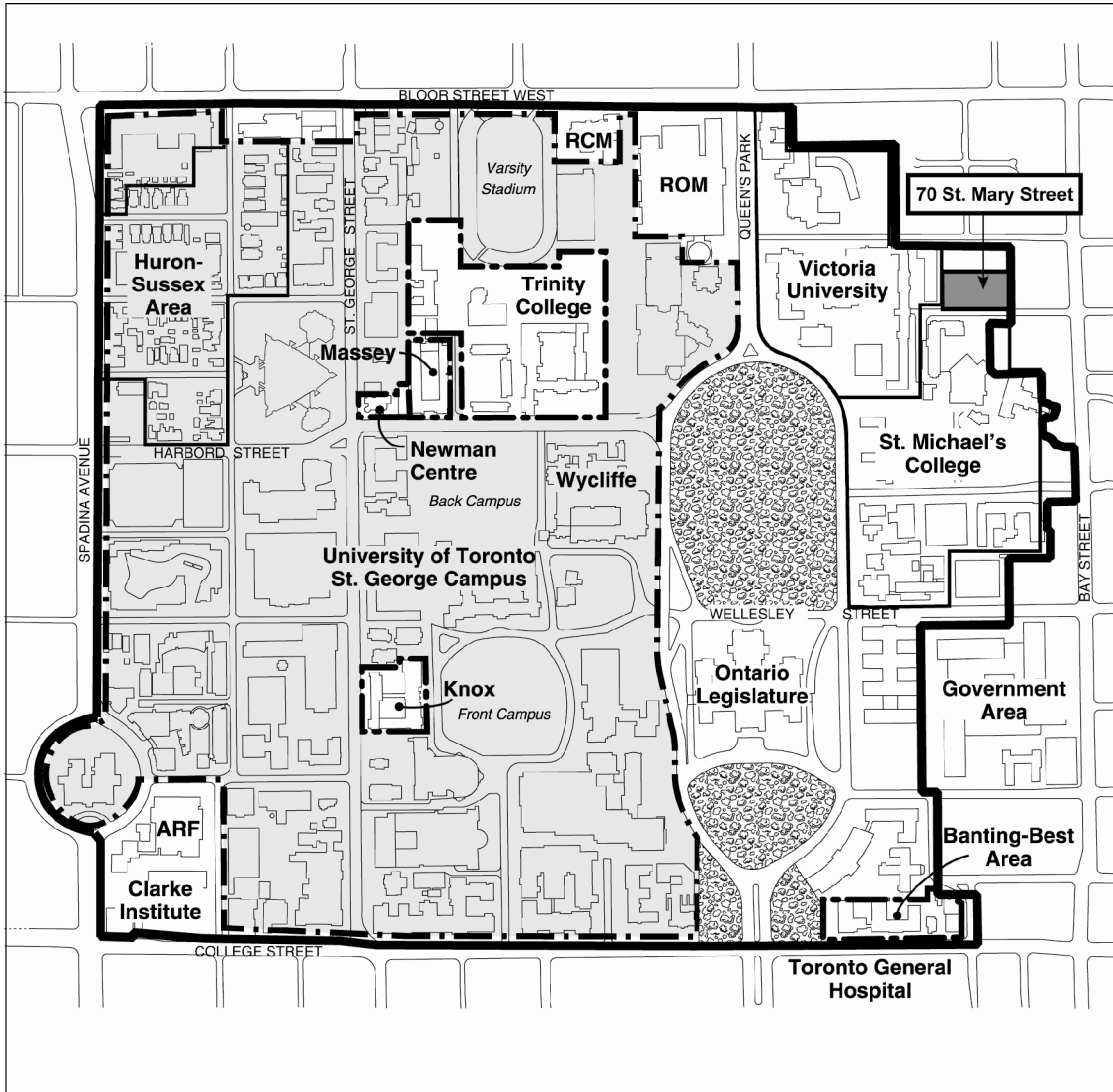 BLOOR STREET WEST
RCM
Varsity
Stadium
ROM
QUEEN'S PARK
70 St. Mary Street
ST. GEORGE STREET
Huron-
Sussex
Area
Trinity
College
Victoria
University
Massey
Newman
Centre
HARBORD STREET
Back Campus
Wycliffe
St. Michael's
College
SPADINA AVENUE
BAY STREET
University of Toronto
St. George Campus
WELLESLEY STREET
Knox
Front Campus
Ontario
Legislature
Government
Area
ARF
Clarke
Institute
Banting-Best
Area
COLLEGE STREET
Toronto General
Hospital